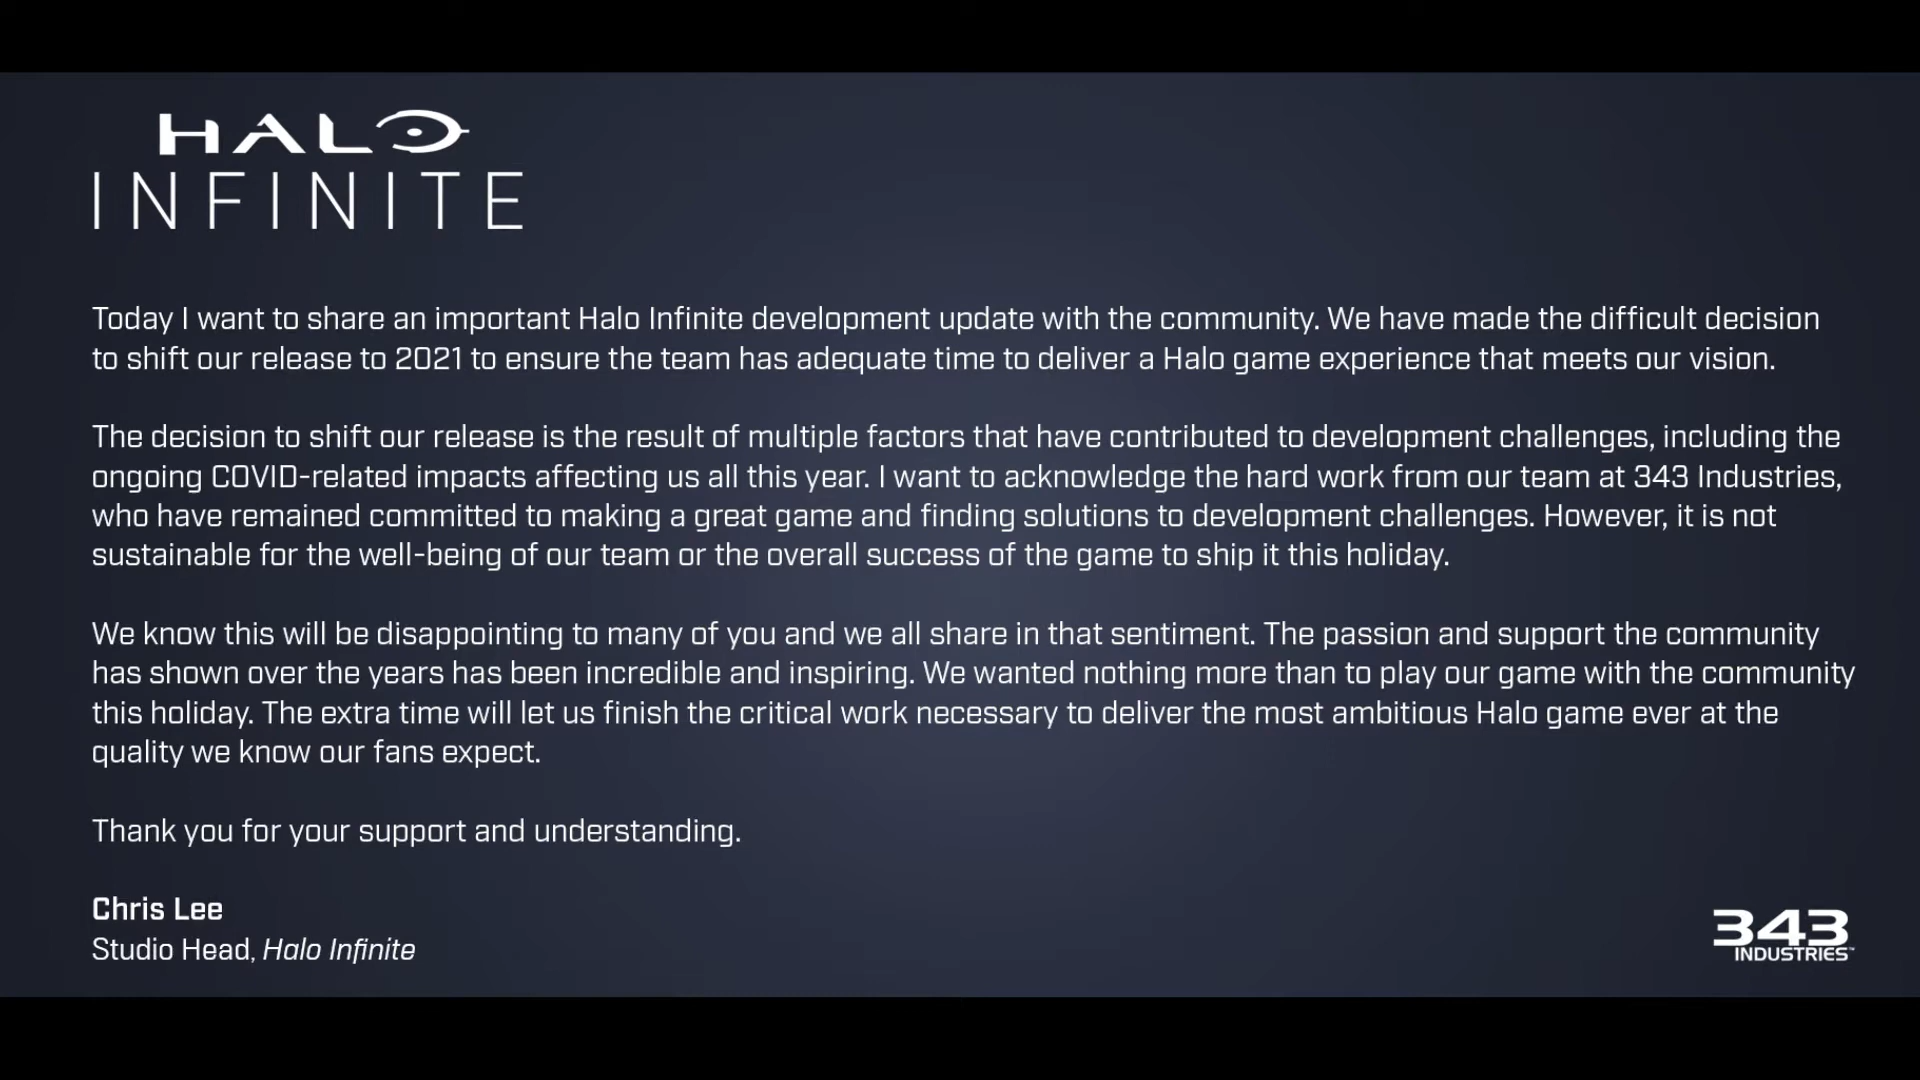 HALO
INFINITE
Today I want to share an important Halo Infinite development update with the community. We have made the difficult decision
to shift our release to 2021 to ensure the team has adequate time to deliver a Halo game experience that meets our vision.
The decision to shift our release is the result of multiple factors that have contributed to development challenges, including the
ongoing COVID-related impacts affecting us all this year. I want to acknowledge the hard work from our team at 343 Industries,
who have remained committed to making a great game and finding solutions to development challenges. However, it is not
sustainable for the well-being of our team or the overall success of the game to ship it this holiday.
We know this will be disappointing to many of you and we all share in that sentiment. The passion and support the community
has shown over the years has been incredible and inspiring. We wanted nothing more than to play our game with the community
this holiday. The extra time will let us finish the critical work necessary to deliver the most ambitious Halo game ever at the
quality we know our fans expect.
Thank you for your support and understanding.
Chris Lee
Studio Head, Halo Infinite
343
INDUSTRIES™